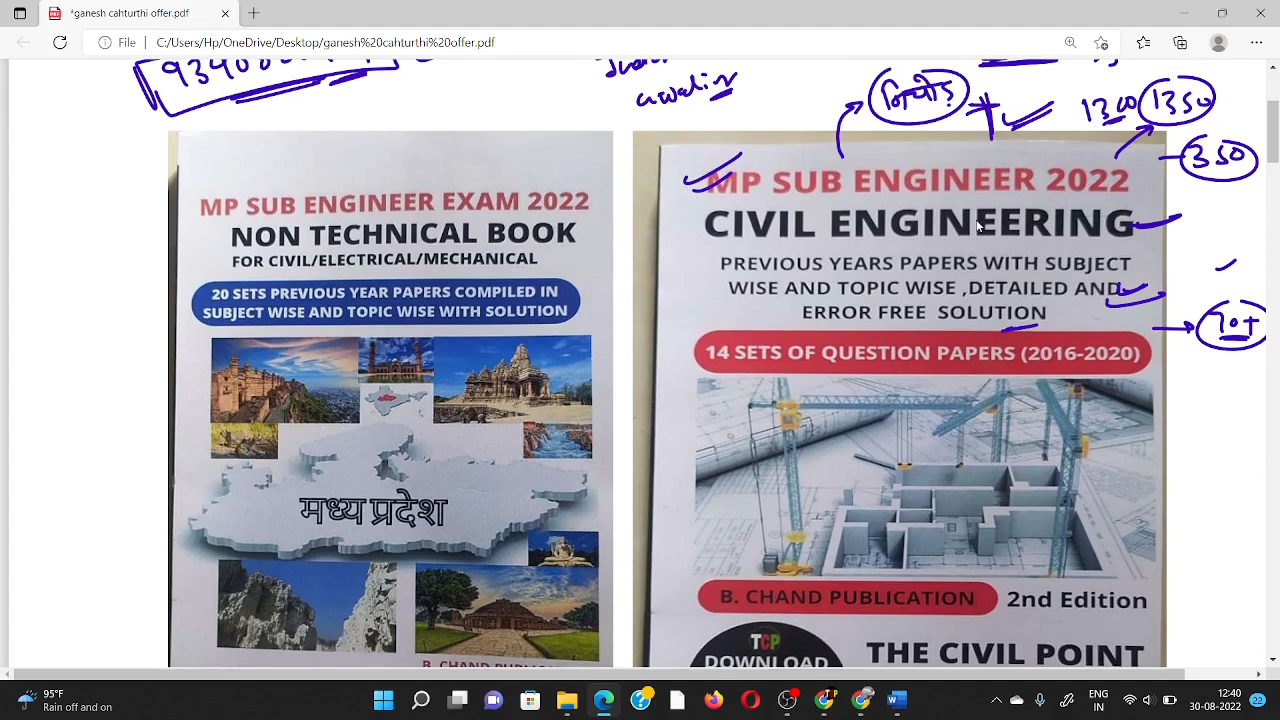 *ganesh cahturthi offer.pdf
File
C:/Users/Hp/OneDrive/Desktop/ganesh%20cahturthi%20offer.pdf
1300 1350
350
70+
MP SUB ENGINEER EXAM 2022
NON TECHNICAL BOOK
FOR CIVIL/ELECTRICAL/MECHANICAL
20 SETS PREVIOUS YEAR PAPERS COMPILED IN
SUBJECT WISE AND TOPIC WISE WITH SOLUTION
मध्य प्रदेश
MP SUB ENGINEER 2022
CIVIL ENGINEERING
PREVIOUS YEARS PAPERS WITH SUBJECT
WISE AND TOPIC WISE ,DETAILED AND
ERROR FREE SOLUTION
14 SETS OF QUESTION PAPERS (2016-2020)
B. CHAND PUBLICATION 2nd Edition
TCP
DOWNLOAD
THE CIVIL POINT
95°F
Rain off and on
ENG
IN
12:40
30-08-2022
22